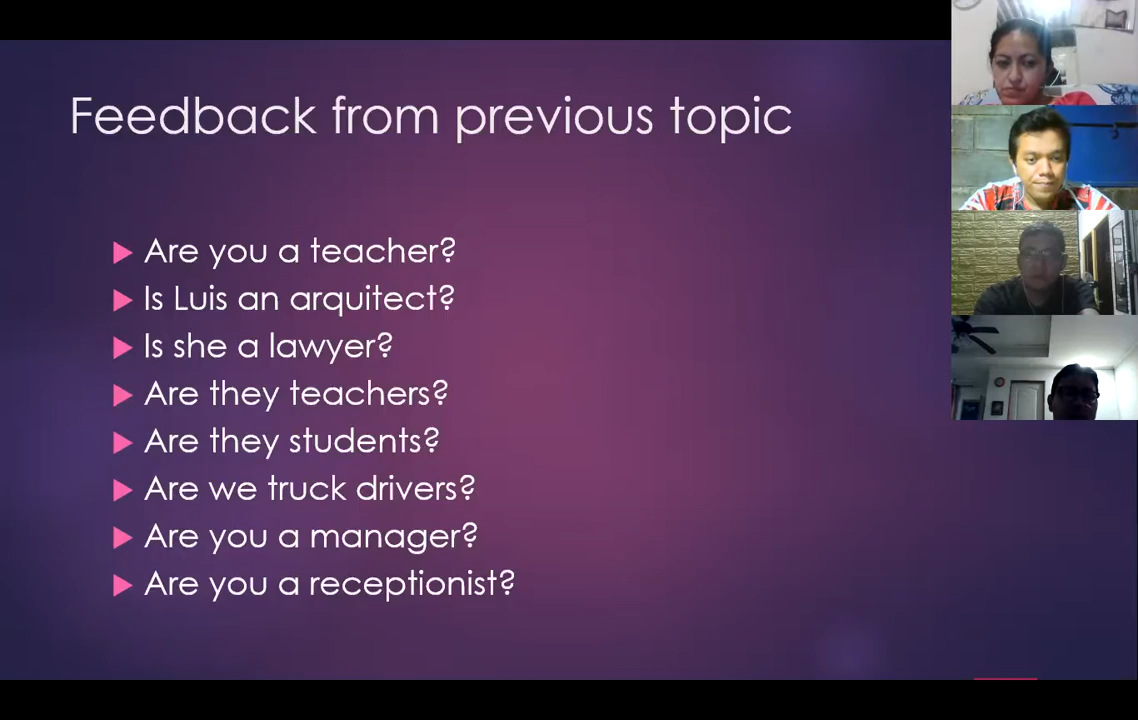 Feedback from previous topic
Are you a teacher?
Is Luis an arquitect?
Is she a lawyer?
Are they teachers?
Are they students?
Are we truck drivers?
Are you a manager?
Are you a receptionist?